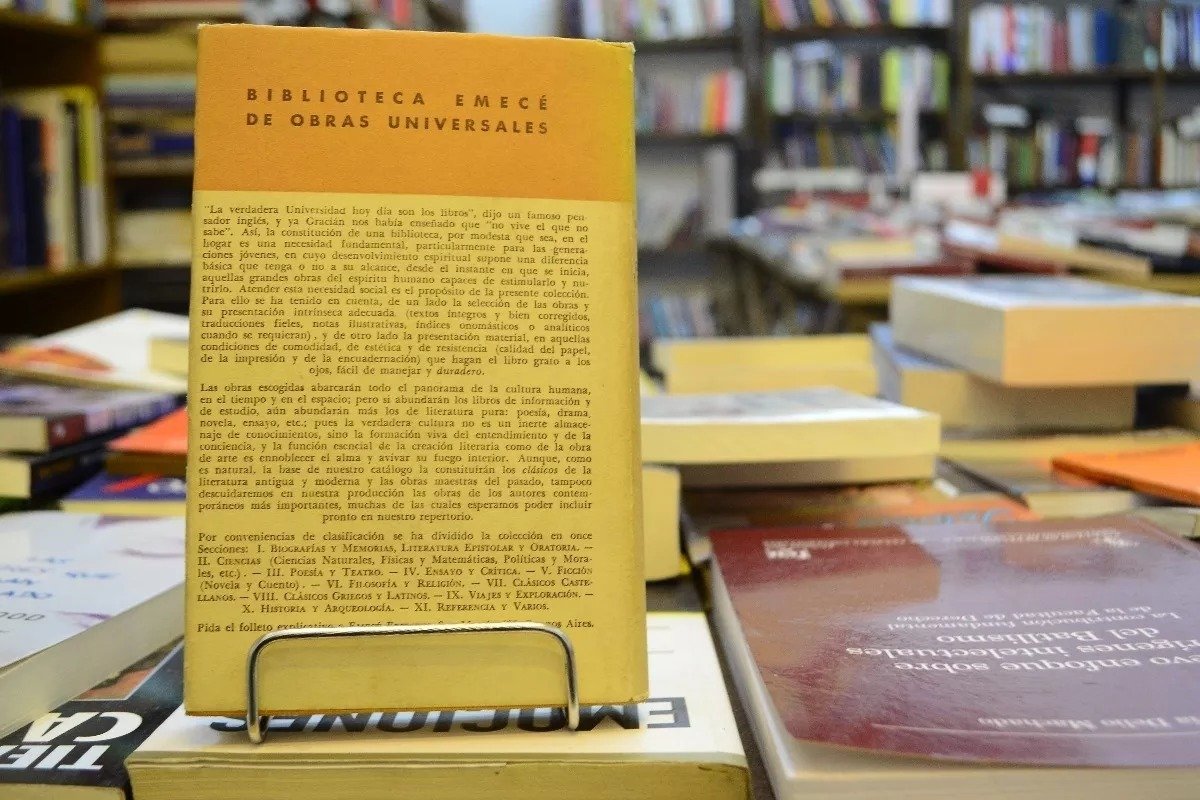 BIBLIOTECA EMECÉ
DE OBRAS UNIVERSALES
"La verdadera Universidad hoy día son los libros", dijo un famoso pen-
sador inglés, y ya Gracián nos había enseñado que "no vive el que no
sabe". Así, la constitución de una biblioteca, por modesta que sea, en el
hogar es una necesidad fundamental, particularmente para las genera-
ciones jóvenes, en cuyo desenvolvimiento espiritual supone una diferencia
básica que tenga o no a su alcance, desde el instante en que se inicia,
aquellas grandes obras del espíritu humano capaces de estimularlo y nu-
trirlo. Atender esta necesidad social es el propósito de la presente colección.
Para ello se ha tenido en cuenta, de un lado la selección de las obras y
su presentación intrínseca adecuada (textos íntegros y bien corregidos,
traducciones fieles, notas ilustrativas, índices onomásticos o analíticos
cuando se requieran), y de otro lado la presentación material, en aquellas
condiciones de comodidad, de estética y de resistencia (calidad del papel,
de la impresión y de la encuadernación) que hagan el libro grato a los
ojos, fácil de manejar y duradero.
Las obras escogidas abarcarán todo el panorama de la cultura humana,
en el tiempo y en el espacio; pero si abundarán los libros de información y
de estudio, aún abundarán más los de literatura pura: poesía, drama,
novela, ensayo, etc.; pues la verdadera cultura no es un inerte almace-
naje de conocimientos, sino la formación viva del entendimiento y de la
conciencia, y la función esencial de la creación literaria como de la obra
de arte es ennoblecer el alma y avivar su fuego interior. Aunque, como
es natural, la base de nuestro catálogo la constituirán los clásicos de la
literatura antigua y moderna y las obras maestras del pasado, tampoco
descuidaremos en nuestra producción las obras de los autores contem-
poráneos más importantes, muchas de las cuales esperamos poder incluir
pronto en nuestro repertorio.
Por conveniencias de clasificación se ha dividido la colección en once
Secciones: I. BIOGRAFÍAS Y MEMORIAS, LITERATURA EPISTOLAR Y ORATORIA. —
II. CIENCIAS (Ciencias Naturales, Físicas y Matemáticas, Políticas y Mora-
les, etc.). — III. POESÍA Y TEATRO. — IV. ENSAYO Y CRÍTICA. — V. FICCIÓN
(Novela y Cuento). — VI. FILOSOFÍA Y RELIGIÓN. — VII. CLÁSICOS CASTE-
LLANOS. — VIII. CLÁSICOS GRIEGOS Y LATINOS. — IX. VIAJES Y EXPLORACIÓN. —
X. HISTORIA Y ARQUEOLOGÍA. — XI. REFERENCIA Y VARIOS.
Pida el folleto explicativo a Aires.
EMOCIONES
la contribución
parlamentaria
de la Facultad de Derecho
vo enfoque sobre
rígenes intelectuales
del Batllismo
Delio Machado